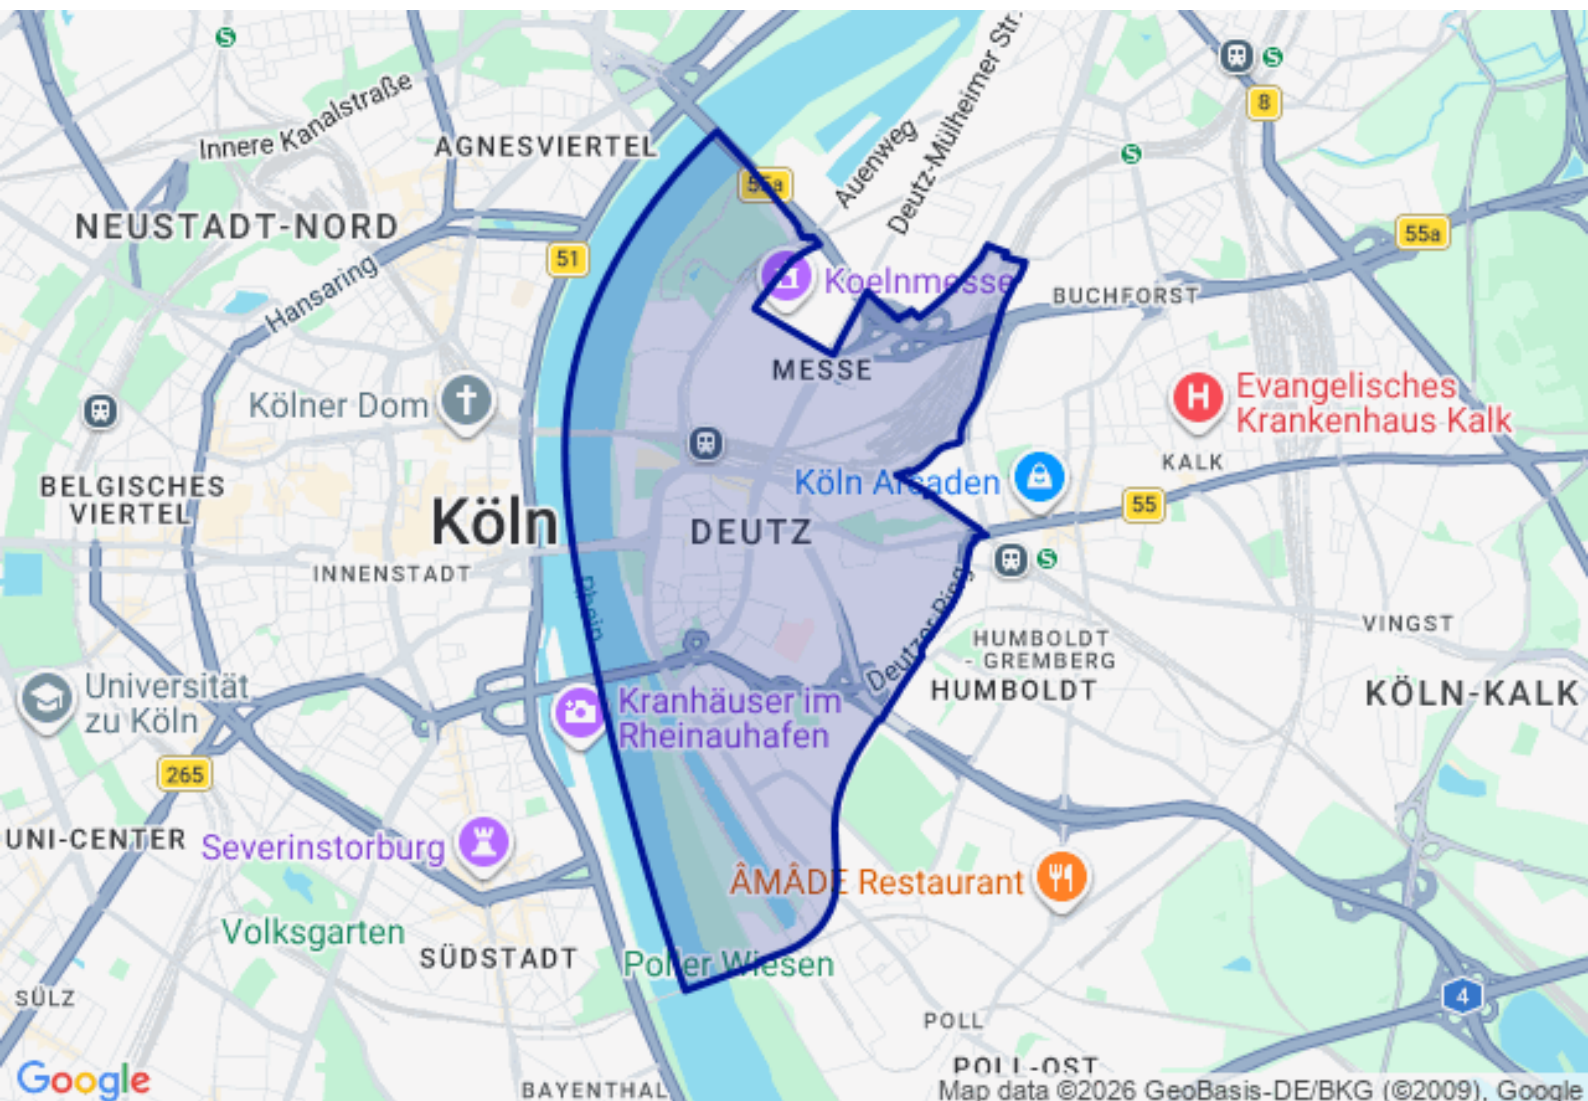 Innere Kanalstraße
AGNESVIERTEL
Auenweg
Deutz-Mülheimer Str.
8
55a
NEUSTADT-NORD
55a
51
Hansaring
Koelnmesse
BUCHFORST
MESSE
Kölner Dom
Evangelisches
Krankenhaus Kalk
KALK
BELGISCHES
VIERTEL
Köln
Köln Arcaden
55
DEUTZ
INNENSTADT
Rhein
Deutzer Ring
VINGST
HUMBOLDT
- GREMBERG
HUMBOLDT
Universität
zu Köln
Kranhäuser im
Rheinauhafen
KÖLN-KALK
265
UNI-CENTER
Severinstorburg
ÂMÂDE Restaurant
Volksgarten
SÜDSTADT
Poller Wiesen
SÜLZ
4
POLL
POLL-OST
Google
BAYENTHAL
Map data ©2026 GeoBasis-DE/BKG (©2009), Google